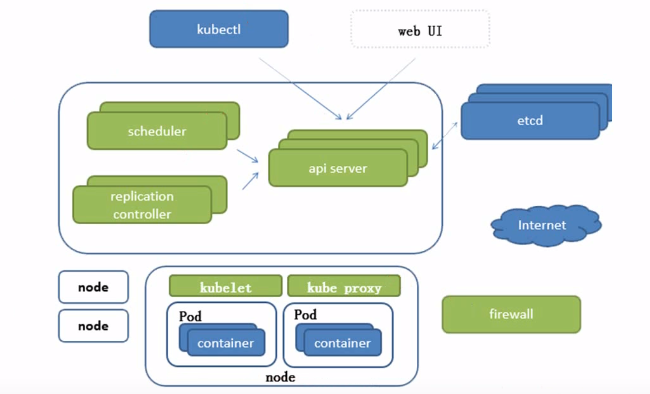 kubectl
web UI
scheduler
api server
etcd
replication
controller
Internet
node
node
kubelet
kube proxy
Pod
container
Pod
container
node
firewall